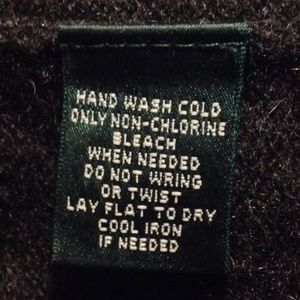 HAND WASH COLD
ONLY NON-CHLORINE
BLEACH
WHEN NEEDED
DO NOT WRING
OR TWIST
LAY FLAT TO DRY
COOL IRON
IF NEEDED